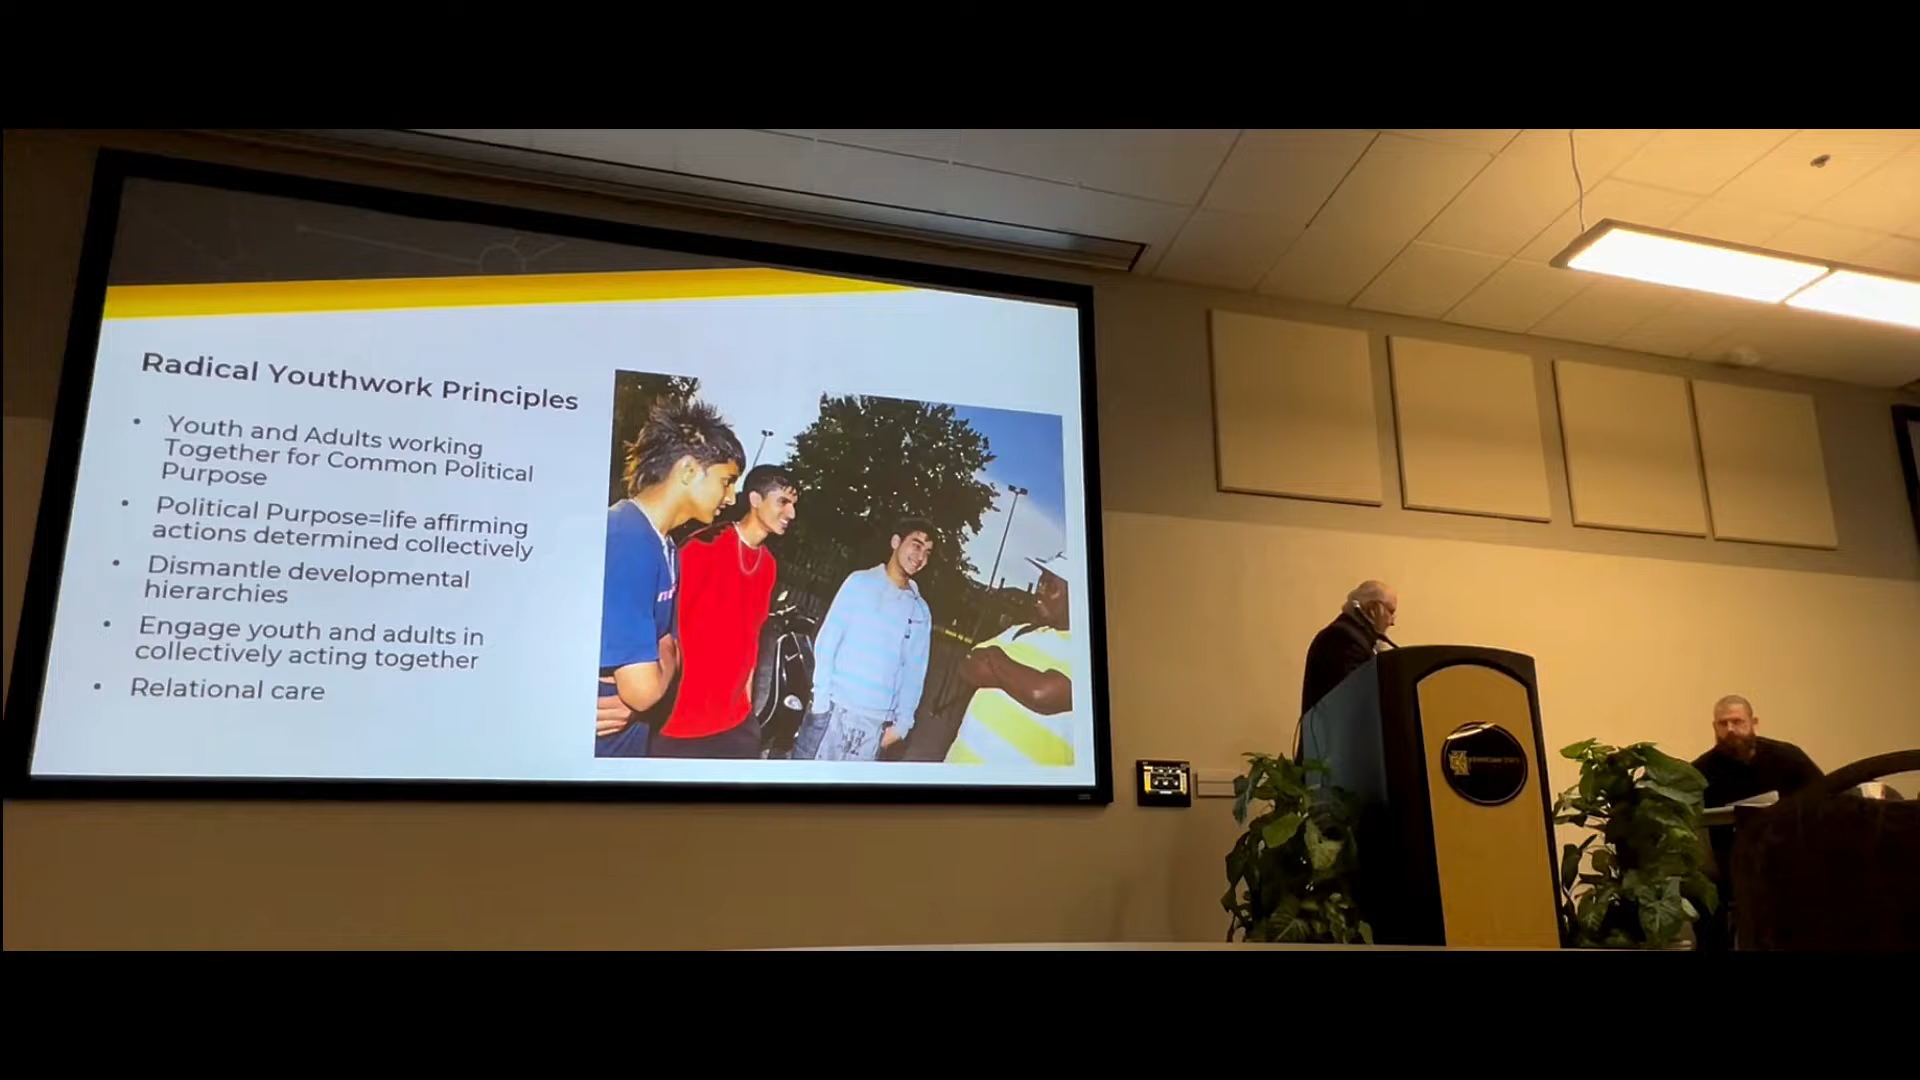 Radical Youthwork Principles
• Youth and Adults working
Together for Common Political
Purpose
• Political Purpose=life affirming
actions determined collectively
• Dismantle developmental
hierarchies
• Engage youth and adults in
collectively acting together
• Relational care